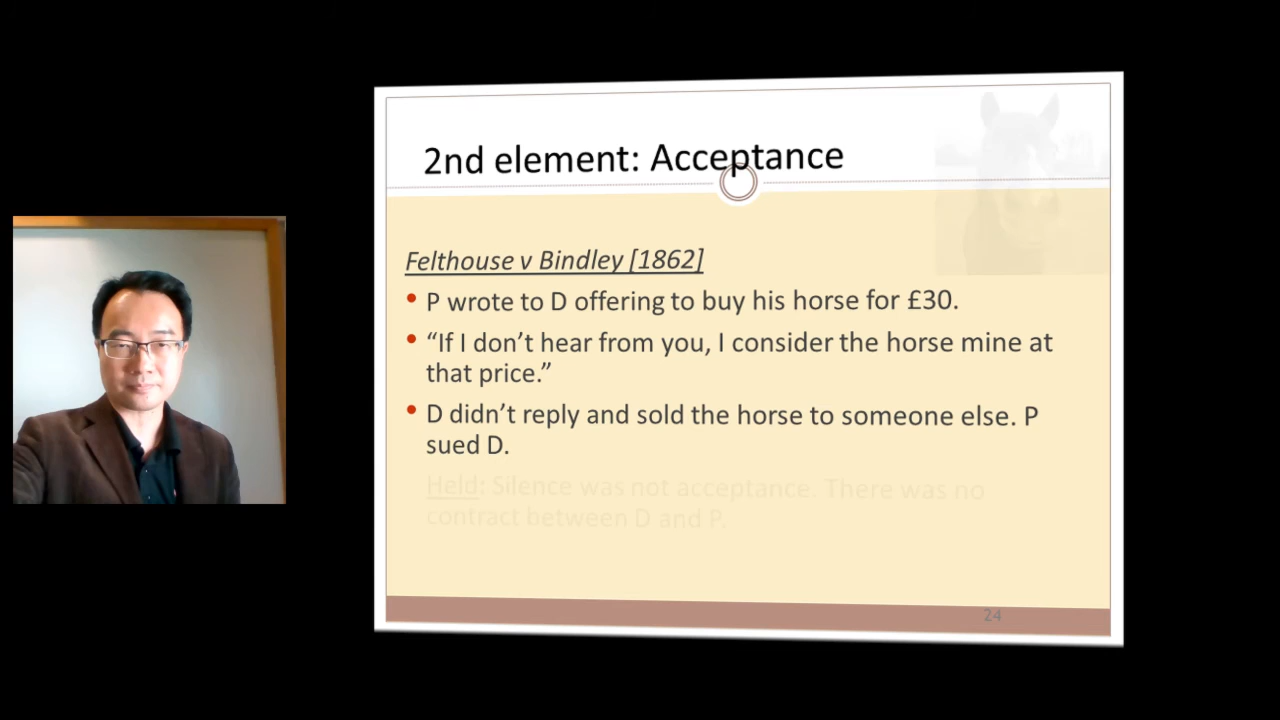 2nd element: Acceptance
Felthouse v Bindley [1862]
• P wrote to D offering to buy his horse for £30.
• “If I don’t hear from you, I consider the horse mine at
that price.”
• D didn’t reply and sold the horse to someone else. P
sued D.
Held: Silence was not acceptance. There was no
contract between D and P.
24